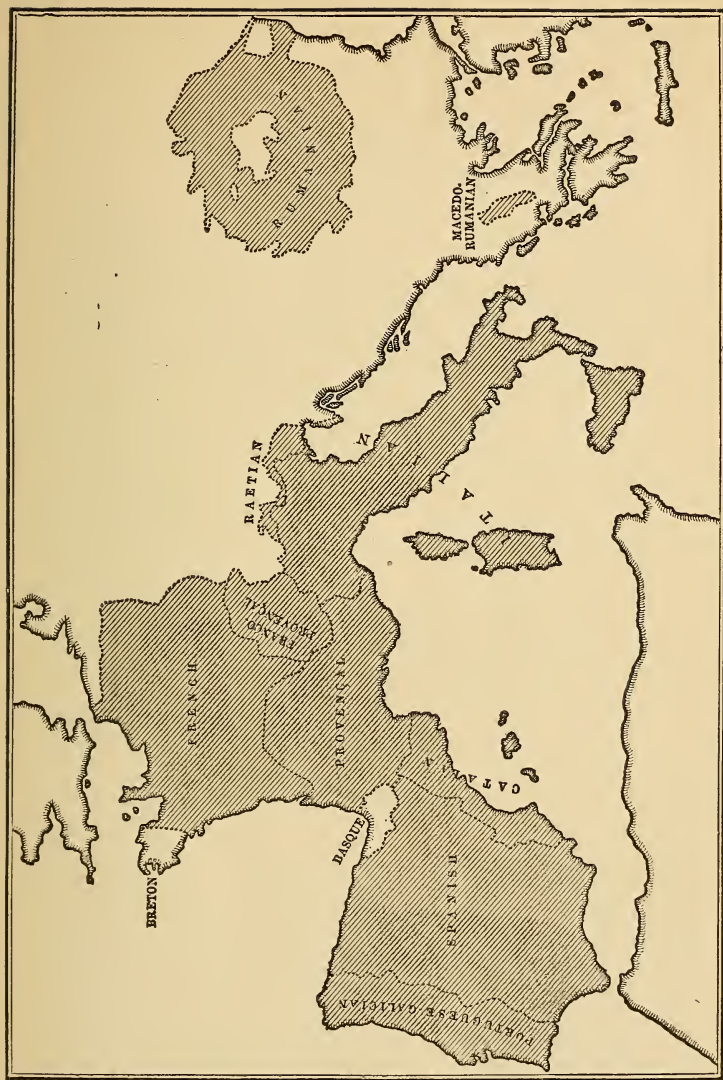 RUMANIAN
MACEDO-
RUMANIAN
RAETIAN
ITALIAN
FRENCH
FRANCO
PROVENÇAL
PROVENÇAL
BRETON
BASQUE
CATALAN
SPANISH
PORTUGUESE GALICIAN